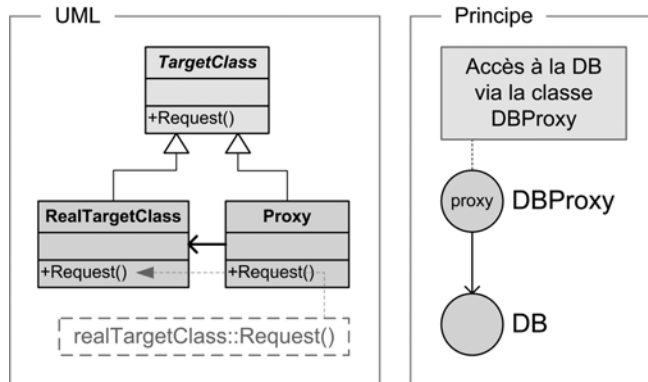 UML
TargetClass
+Request()
RealTargetClass
+Request()
Proxy
+Request()
realTargetClass::Request()
Principe
Accès à la DB
via la classe
DBProxy
proxy
DBProxy
DB